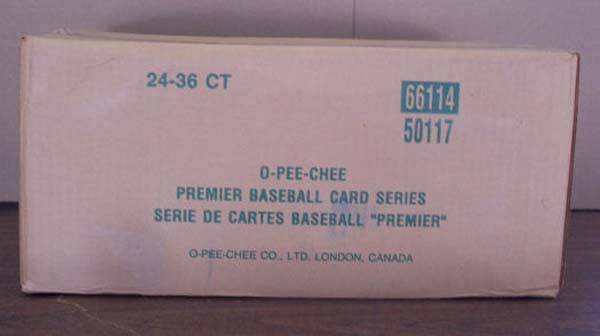 24-36 CT
66114
50117
O-PEE-CHEE
PREMIER BASEBALL CARD SERIES
SERIE DE CARTES BASEBALL "PREMIER"
O-PEE-CHEE CO., LTD. LONDON, CANADA